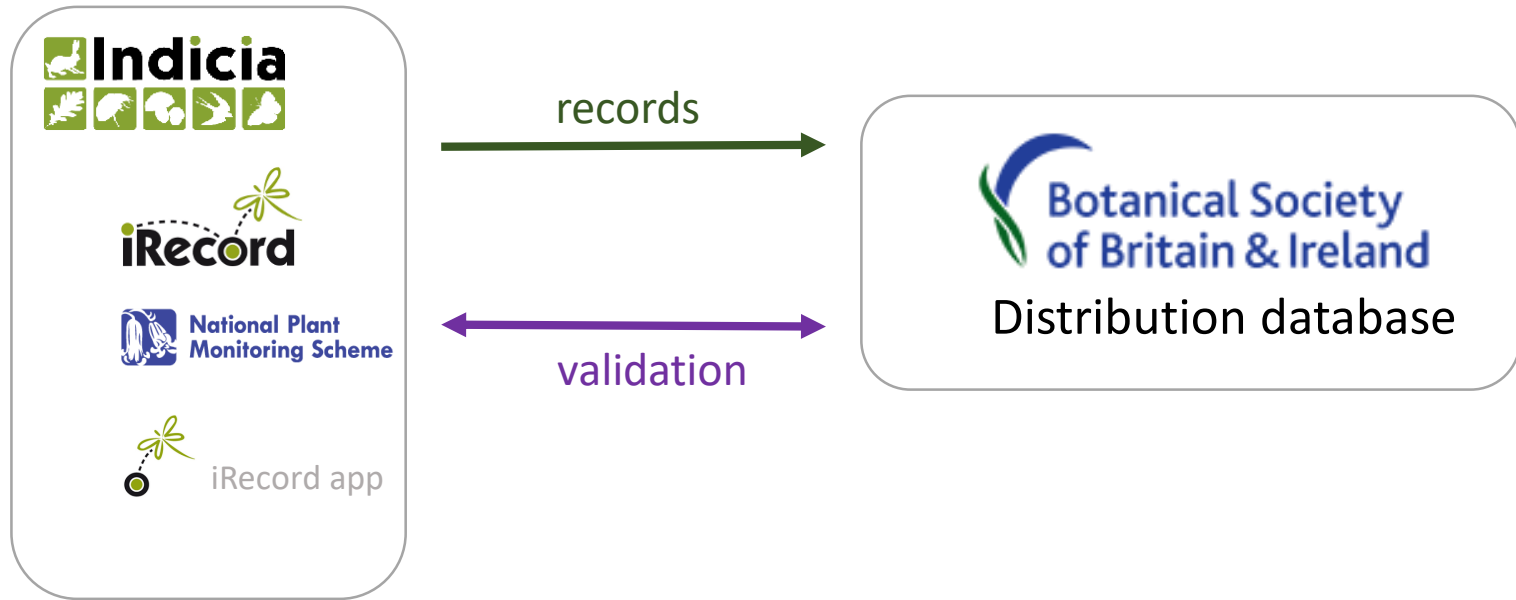 Indicia
iRecord
National Plant
Monitoring Scheme
iRecord app
records
validation
Botanical Society
of Britain & Ireland
Distribution database